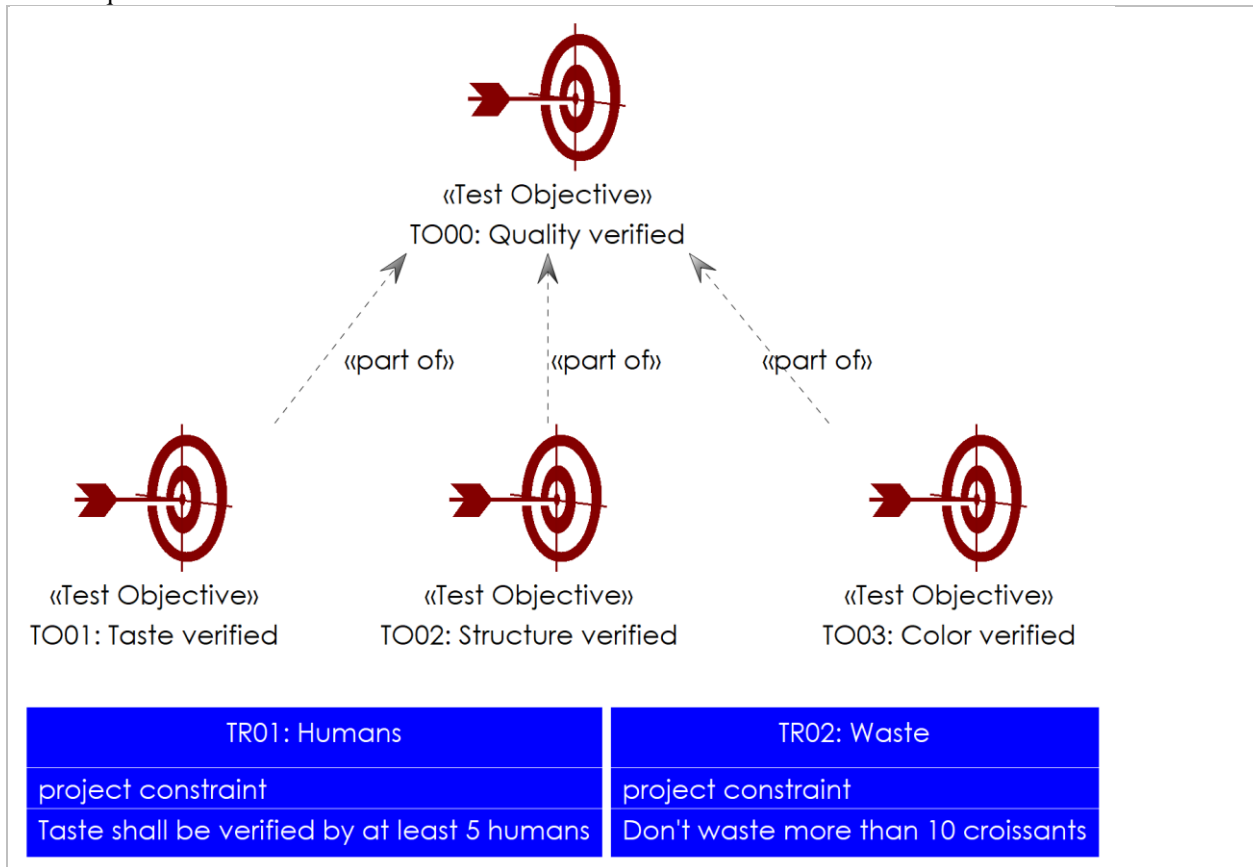 «Test Objective»
TO00: Quality verified
«part of» «part of» «part of»
«Test Objective» «Test Objective» «Test Objective»
TO01: Taste verified TO02: Structure verified TO03: Color verified
TR01: Humans TR02: Waste
project constraint project constraint
Taste shall be verified by at least 5 humans Don't waste more than 10 croissants